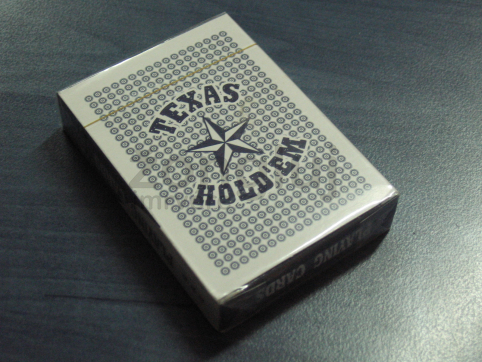 TEXAS
HOLD'EM
PLAYING CARDS